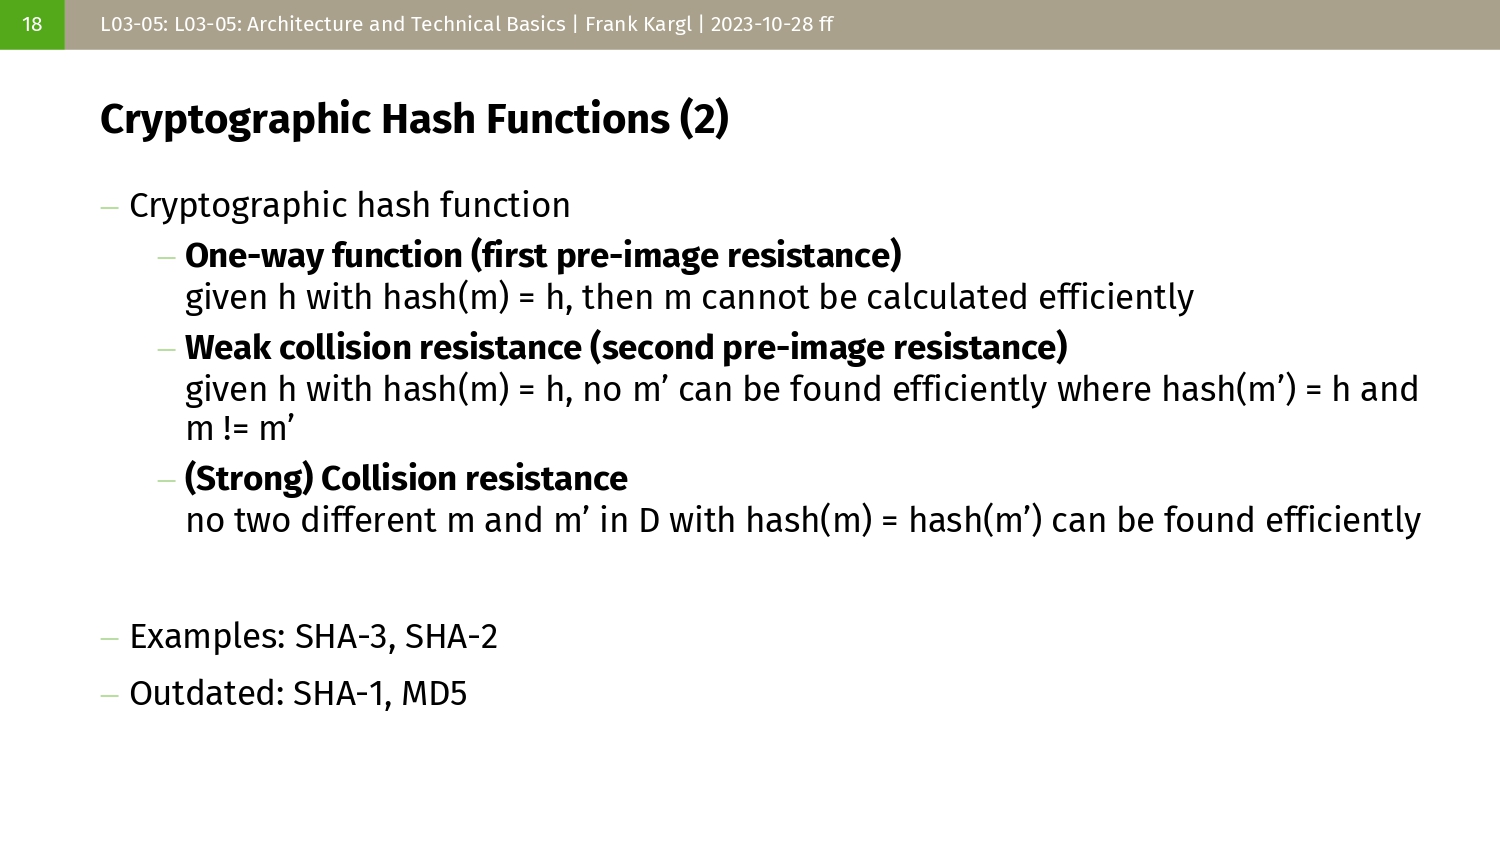 18 L03-05: L03-05: Architecture and Technical Basics | Frank Kargl | 2023-10-28 ff
Cryptographic Hash Functions (2)
– Cryptographic hash function
– One-way function (first pre-image resistance)
given h with hash(m) = h, then m cannot be calculated efficiently
– Weak collision resistance (second pre-image resistance)
given h with hash(m) = h, no m’ can be found efficiently where hash(m’) = h and
m != m’
– (Strong) Collision resistance
no two different m and m’ in D with hash(m) = hash(m’) can be found efficiently
– Examples: SHA-3, SHA-2
– Outdated: SHA-1, MD5